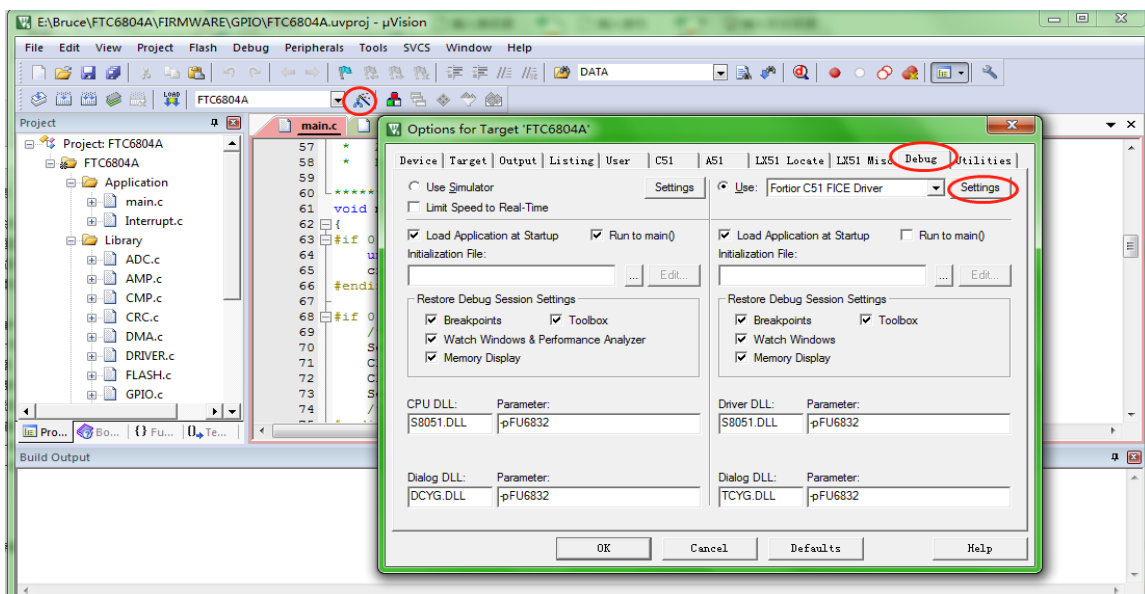 E:\Bruce\FTC6804A\FIRMWARE\GPIO\FTC6804A.uvproj - µVision
File Edit View Project Flash Debug Peripherals Tools SVCS Window Help
DATA
LOAD FTC6804A
Project
Project: FTC6804A
FTC6804A
Application
main.c
Interrupt.c
Library
ADC.c
AMP.c
CMP.c
CRC.c
DMA.c
DRIVER.c
FLASH.c
GPIO.c
Pro... Bo... {} Fu... Te...
main.c
57 *
58 *
59
60 *****
61 void
62 {
63 #if 0
64
65
66 #endi
67
68 #if 0
69 /
70 S
71 C
72 C
73 S
74 /
Options for Target 'FTC6804A'
Device Target Output Listing User C51 A51 LX51 Locate LX51 Misc Debug Utilities
Use Simulator Settings Use: Fortior C51 FICE Driver Settings
Limit Speed to Real-Time
Load Application at Startup Run to main() Load Application at Startup Run to main()
Initialization File: Initialization File:
... Edit... ... Edit...
Restore Debug Session Settings Restore Debug Session Settings
Breakpoints Toolbox Breakpoints Toolbox
Watch Windows & Performance Analyzer Watch Windows
Memory Display Memory Display
CPU DLL: Parameter: Driver DLL: Parameter:
S8051.DLL -pFU6832 S8051.DLL -pFU6832
Dialog DLL: Parameter: Dialog DLL: Parameter:
DCYG.DLL -pFU6832 TCYG.DLL -pFU6832
OK Cancel Defaults Help
Build Output